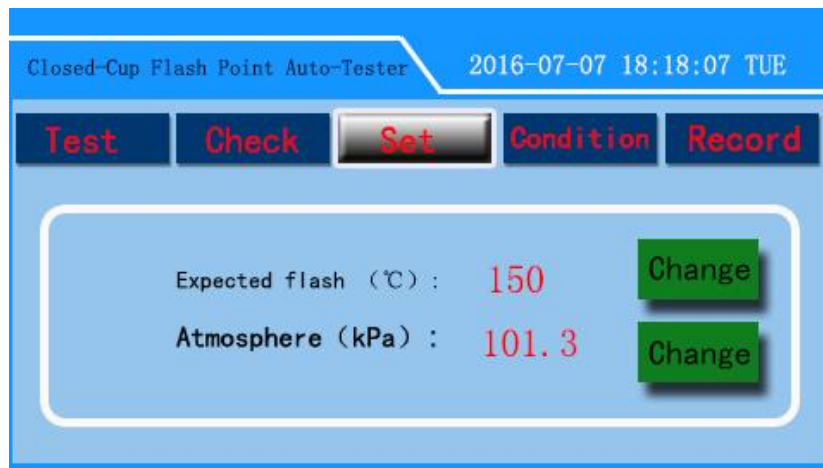 Closed-Cup Flash Point Auto-Tester
2016-07-07 18:18:07 TUE
Test Check Set Condition Record
Expected flash （℃）: 150 Change
Atmosphere（kPa）: 101.3 Change